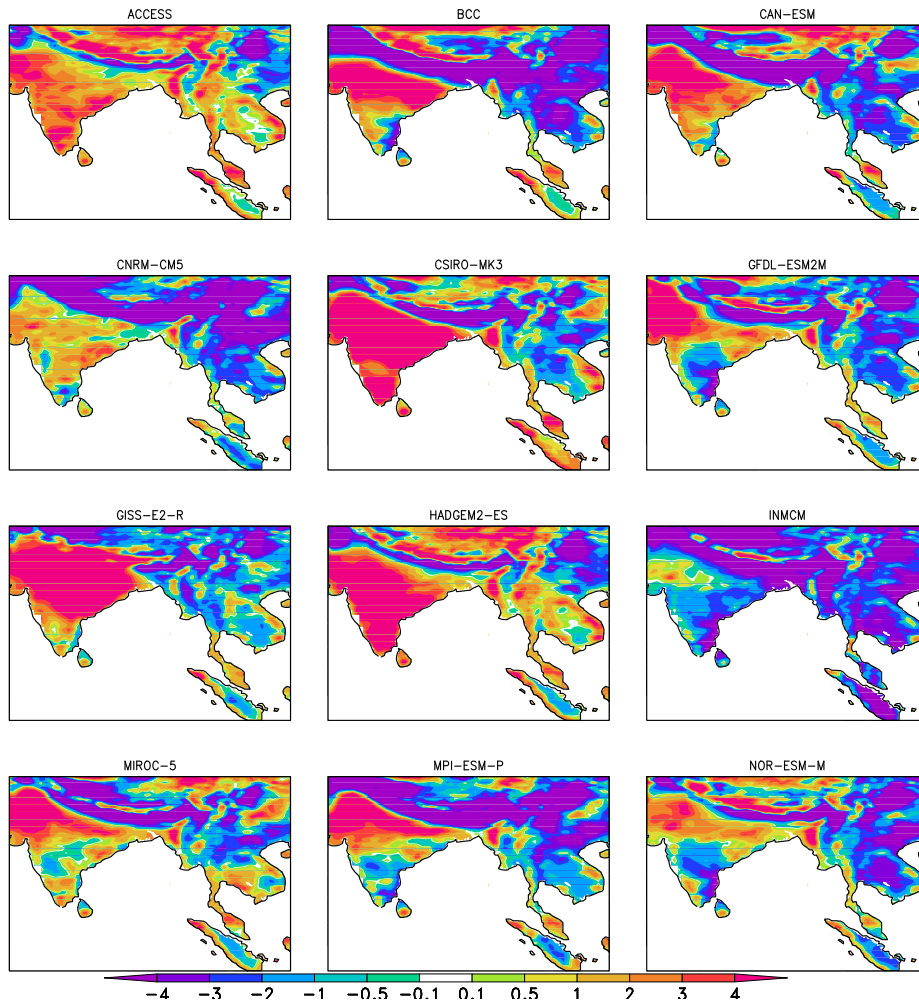 ACCESS BCC CAN-ESM
CNRM-CM5 CSIRO-MK3 GFDL-ESM2M
GISS-E2-R HADGEM2-ES INMCM
MIROC-5 MPI-ESM-P NOR-ESM-M
-4 -3 -2 -1 -0.5 -0.1 0.1 0.5 1 2 3 4